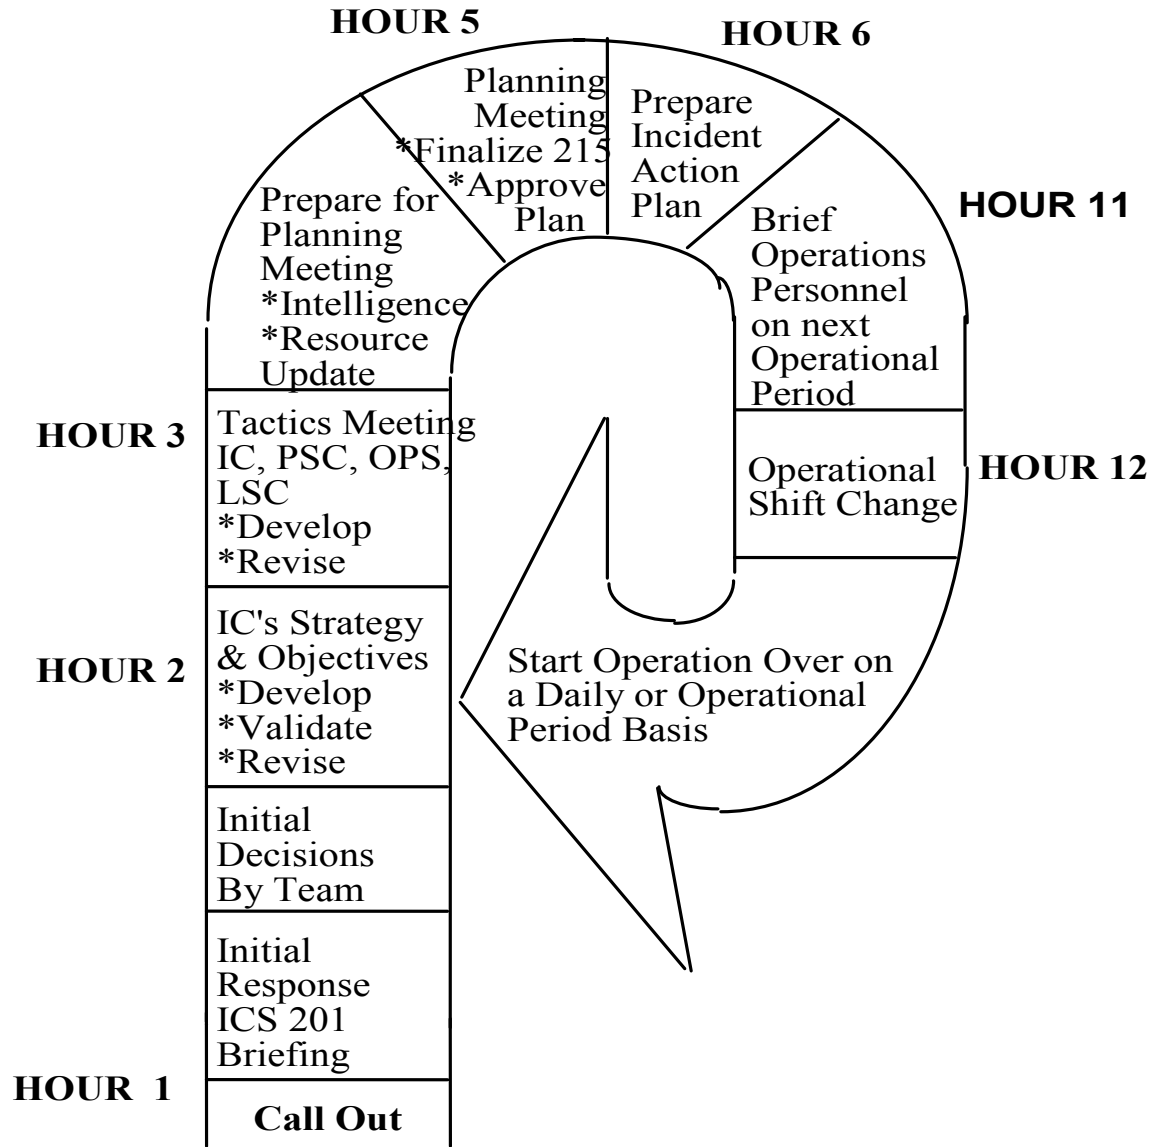 HOUR 5
HOUR 6
Planning
Meeting
*Finalize 215
*Approve
Plan
Prepare
Incident
Action
Plan
HOUR 11
Prepare for
Planning
Meeting
*Intelligence
*Resource
Update
Brief
Operations
Personnel
on next
Operational
Period
HOUR 3
Tactics Meeting
IC, PSC, OPS,
LSC
*Develop
*Revise
Operational
Shift Change
HOUR 12
HOUR 2
IC's Strategy
& Objectives
*Develop
*Validate
*Revise
Start Operation Over on
a Daily or Operational
Period Basis
Initial
Decisions
By Team
Initial
Response
ICS 201
Briefing
HOUR 1
Call Out